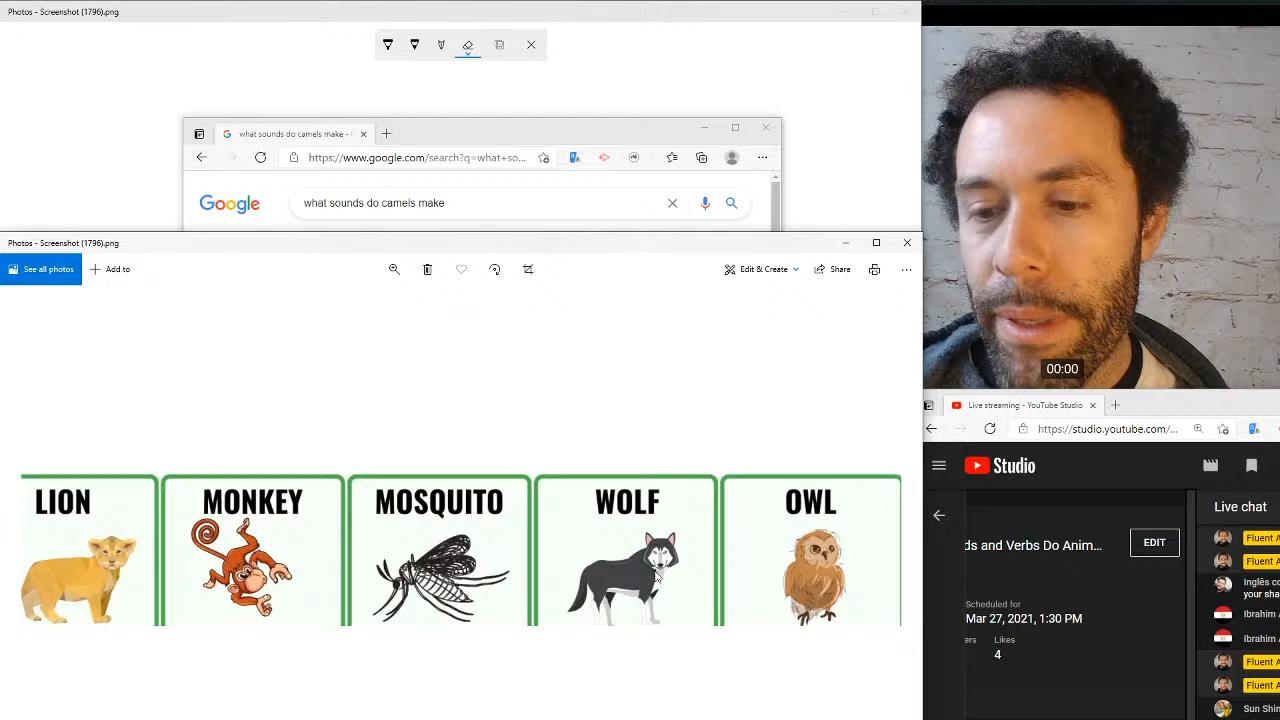 Photos - Screenshot (1796).png
what sounds do camels make -
https://www.google.com/search?q=what+so...
Google
what sounds do camels make
Photos - Screenshot (1796).png
See all photos
Add to
Edit & Create
Share
LION
MONKEY
MOSQUITO
WOLF
OWL
00:00
Live streaming - YouTube Studio
https://studio.youtube.com/...
Studio
Live chat
ds and Verbs Do Anim...
EDIT
Scheduled for
Mar 27, 2021, 1:30 PM
ers
Likes
4
Fluent
Fluent
Inglês
your sha
Ibrahim
Ibrahim
Fluent
Fluent
Sun Shin